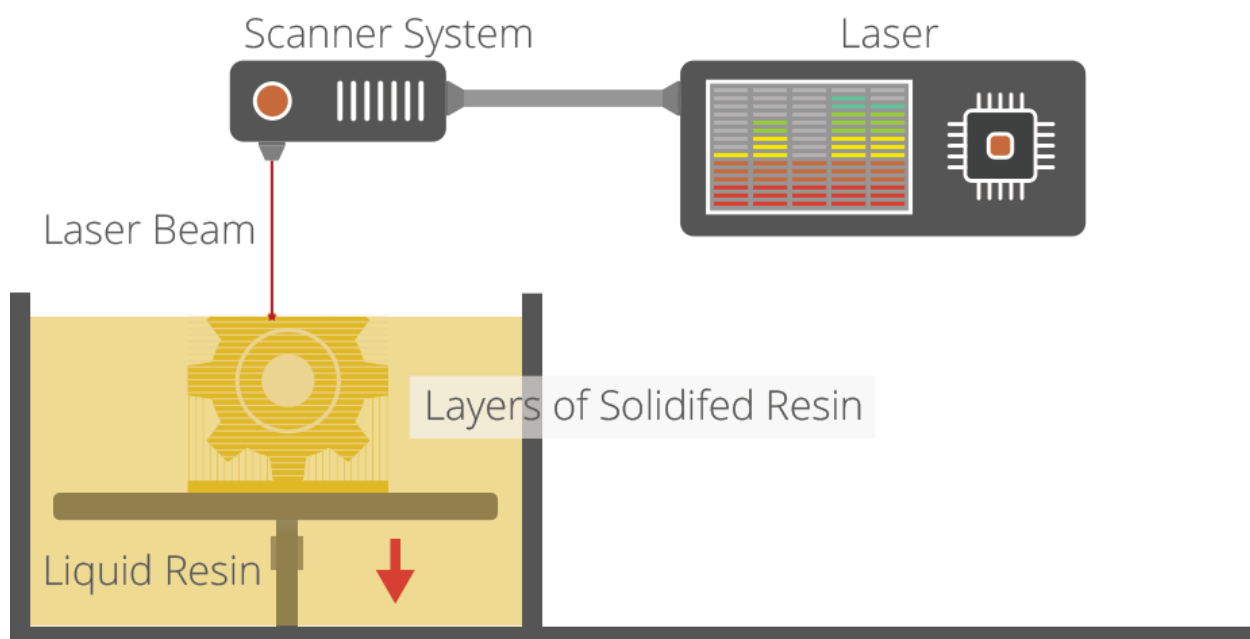 Scanner System
Laser
Laser Beam
Layers of Solidifed Resin
Liquid Resin